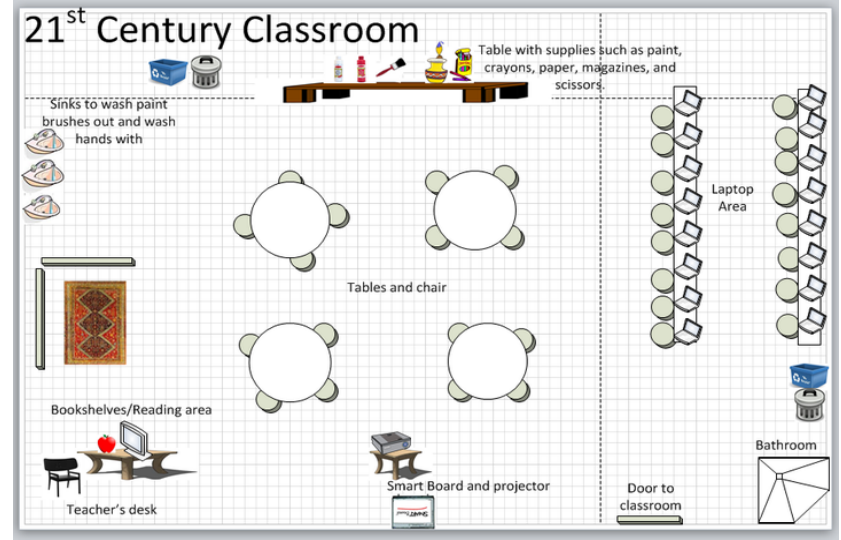 21st Century Classroom
Table with supplies such as paint,
crayons, paper, magazines, and
scissors.
Sinks to wash paint
brushes out and wash
hands with
Laptop
Area
Tables and chair
Bookshelves/Reading area
Bathroom
Smart Board and projector
Door to
classroom
Teacher's desk